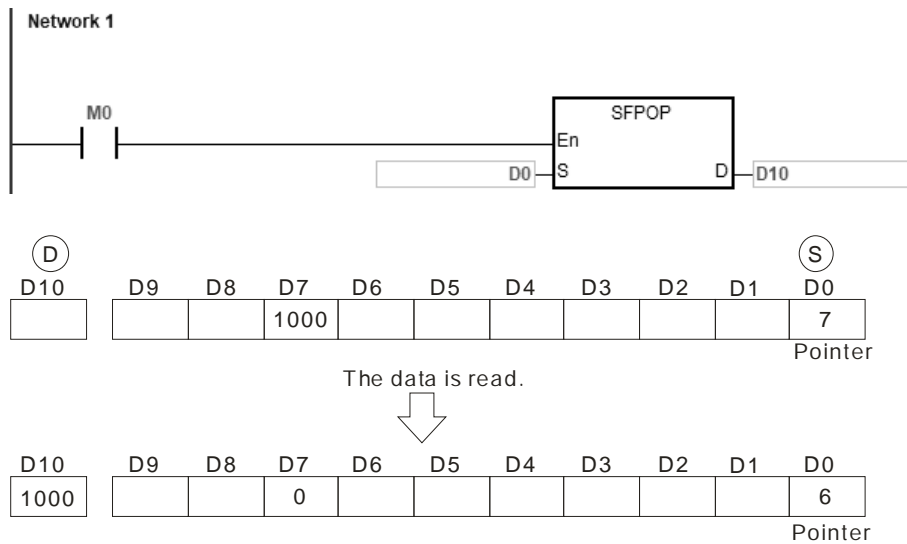 Network 1
M0
SFPOP
En
D0 S D D10
D S
D10 D9 D8 D7 D6 D5 D4 D3 D2 D1 D0
1000 7
Pointer
The data is read.
D10 D9 D8 D7 D6 D5 D4 D3 D2 D1 D0
1000 0 6
Pointer